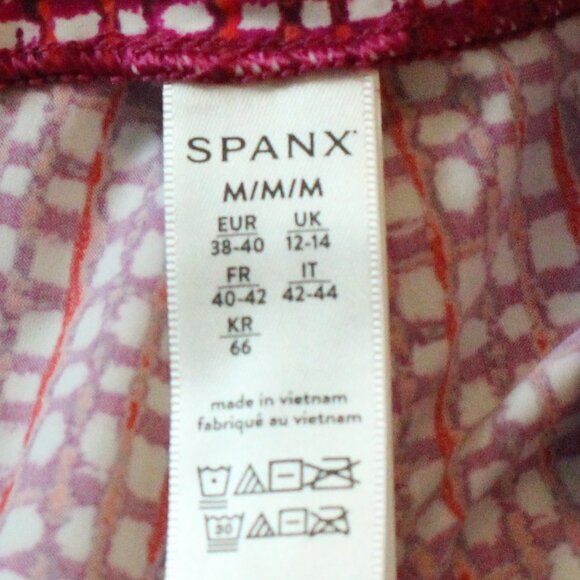 SPANX
M/M/M
EUR UK
38-40 12-14
FR IT
40-42 42-44
KR
66
made in vietnam
fabriqué au vietnam
30